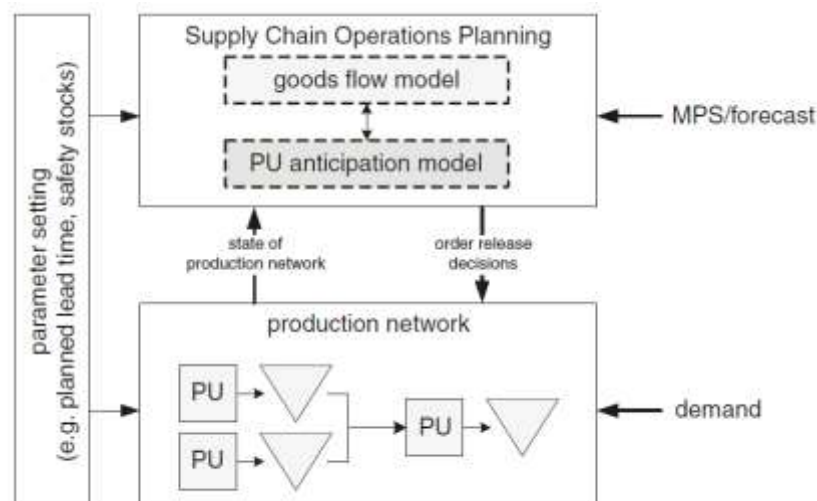 parameter setting
(e.g. planned lead time, safety stocks)
Supply Chain Operations Planning
goods flow model
PU anticipation model
MPS/forecast
state of
production network
order release
decisions
production network
PU
PU
PU
demand